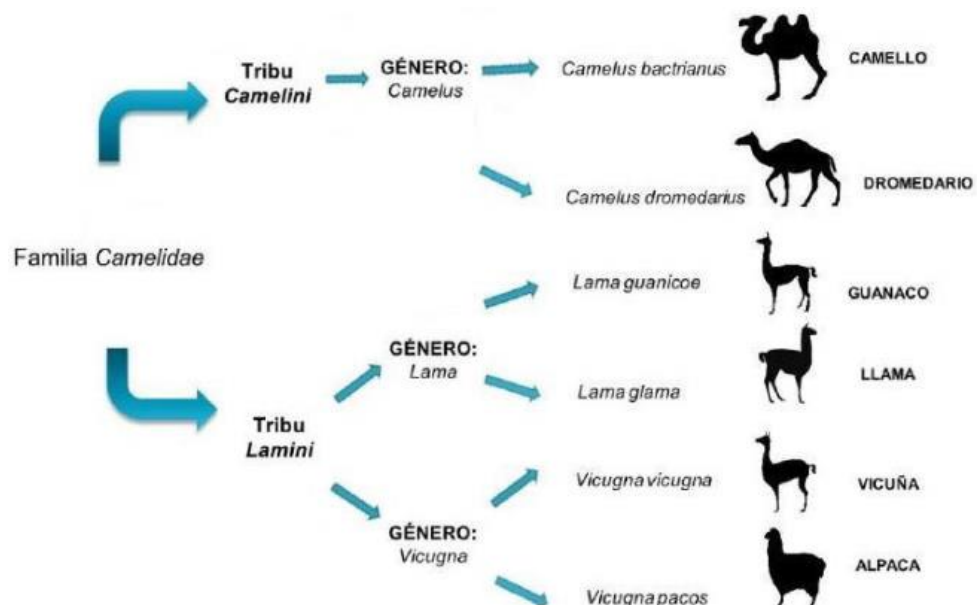 Tribu
Camelini
GÉNERO:
Camelus
Camelus bactrianus
CAMELLO
Camelus dromedarius
DROMEDARIO
Familia Camelidae
Lama guanicoe
GUANACO
GÉNERO:
Lama
Lama glama
LLAMA
Tribu
Lamini
Vicugna vicugna
VICUÑA
GÉNERO:
Vicugna
Vicugna pacos
ALPACA